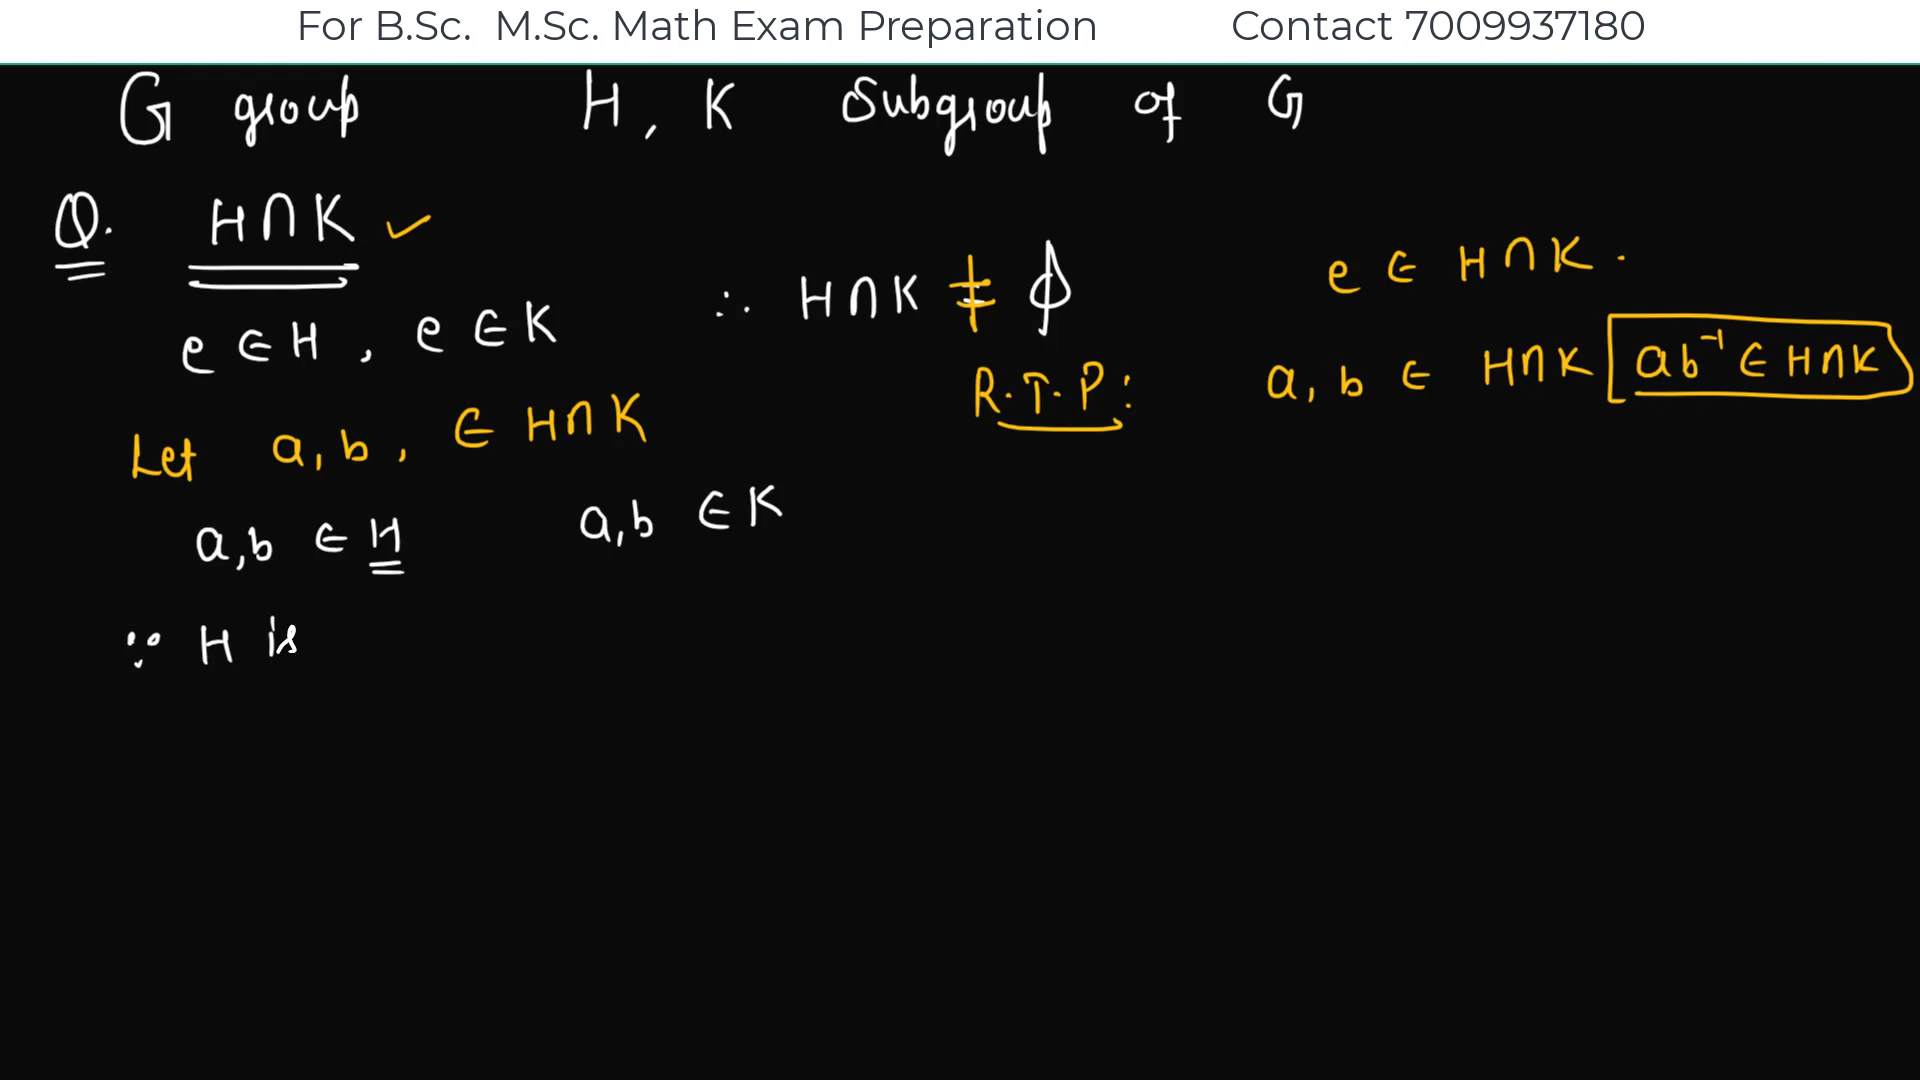 For B.Sc. M.Sc. Math Exam Preparation Contact 7009937180
G group H, K Subgroup of G
Q. H∩K ✓
e ∈ H, e ∈ K ∴ H∩K ≠ ϕ e ∈ H∩K.
R.T.P: a, b ∈ H∩K ab⁻¹ ∈ H∩K
Let a, b, ∈ H∩K
a,b ∈ H a,b ∈ K
∵ H is